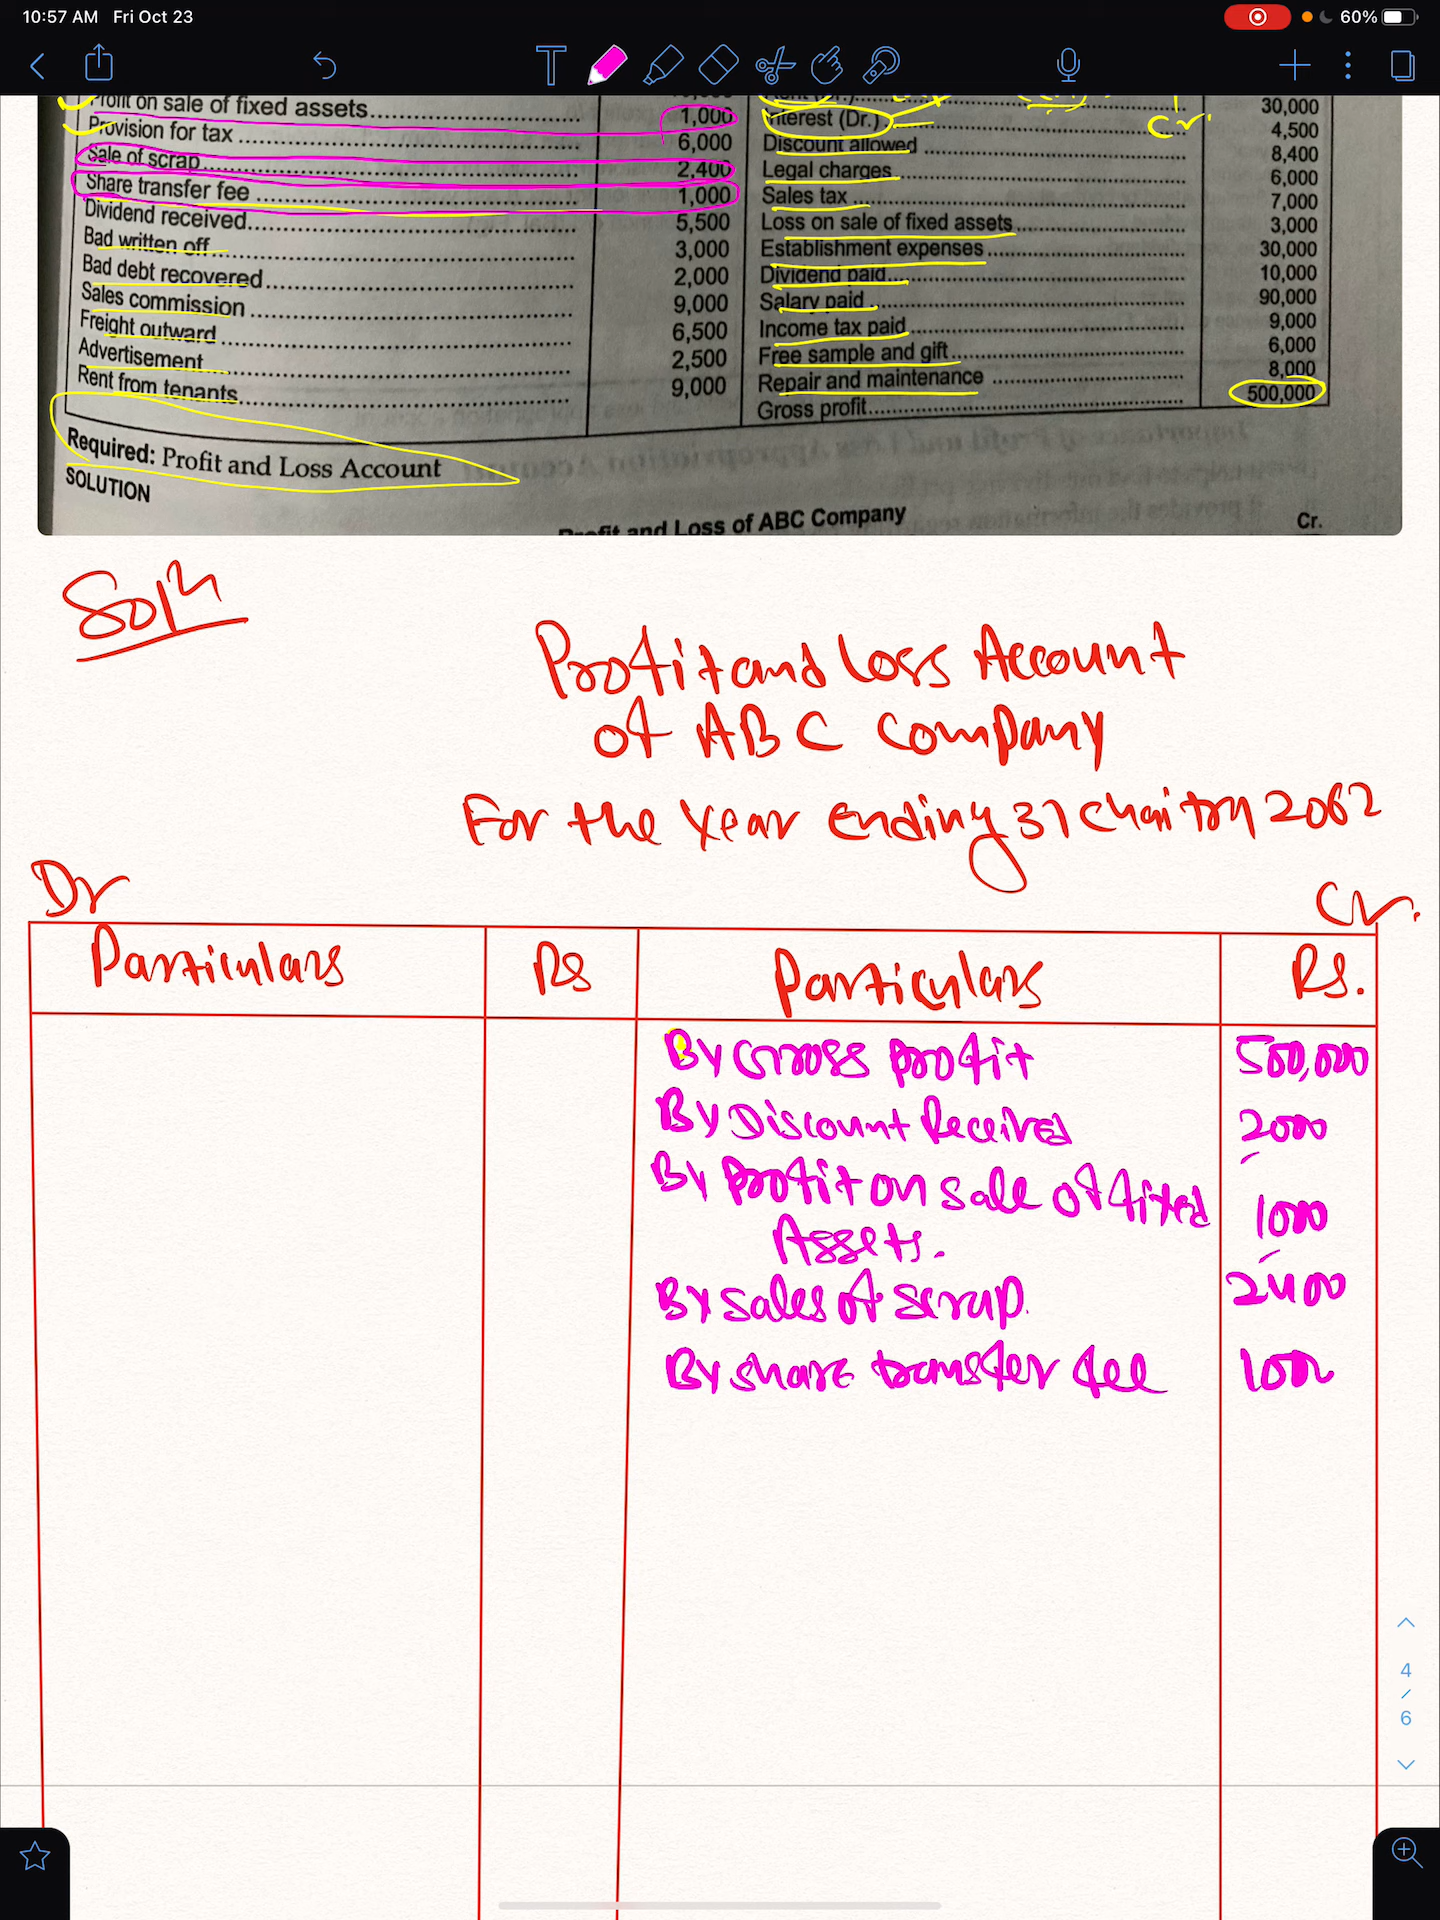 10:57 AM Fri Oct 23
60%
Profit on sale of fixed assets 1,000
Provision for tax 6,000
Sale of scrap 2,400
Share transfer fee 1,000
Dividend received 5,500
Bad written off 3,000
Bad debt recovered 2,000
Sales commission 9,000
Freight outward 6,500
Advertisement 2,500
Rent from tenants 9,000
30,000
Interest (Dr.) 4,500
Cr.
Discount allowed 8,400
Legal charges 6,000
Sales tax 7,000
Loss on sale of fixed assets 3,000
Establishment expenses 30,000
Dividend paid 10,000
Salary paid 90,000
Income tax paid 9,000
Free sample and gift 6,000
Repair and maintenance 8,000
Gross profit 500,000
Required: Profit and Loss Account
SOLUTION
Profit and Loss of ABC Company
Cr.
Soln
Profit and Loss Account
of ABC Company
For the Year Ending 31 Chaitra 2062
Dr
Cr.
Particulars Rs Particulars Rs.
By Gross profit 500,000
By Discount Received 2000
By Profit on sale of fixed 1000
Assets.
By sales of scrap. 2400
By share transfer fee 1000
4
/
6